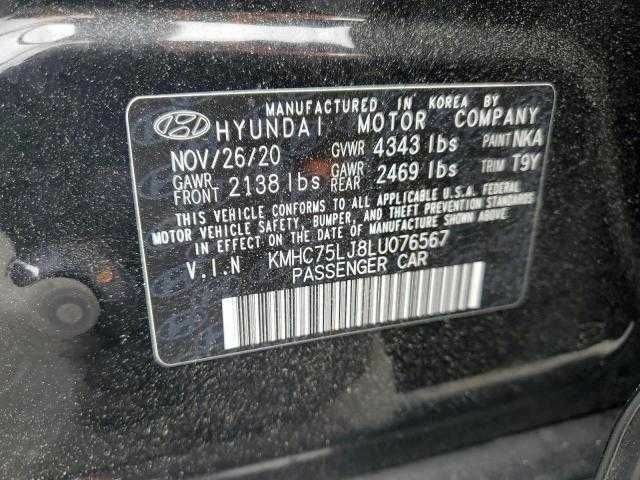 MANUFACTURED IN KOREA BY
HYUNDAI MOTOR COMPANY
NOV/26/20 GVWR 4343 lbs PAINT NKA
GAWR FRONT 2138 lbs GAWR REAR 2469 lbs TRIM T9Y
THIS VEHICLE CONFORMS TO ALL APPLICABLE U.S.A. FEDERAL
MOTOR VEHICLE SAFETY, BUMPER, AND THEFT PREVENTION STANDARDS
IN EFFECT ON THE DATE OF MANUFACTURE SHOWN ABOVE
V.I.N KMHC75LJ8LU076567
PASSENGER CAR